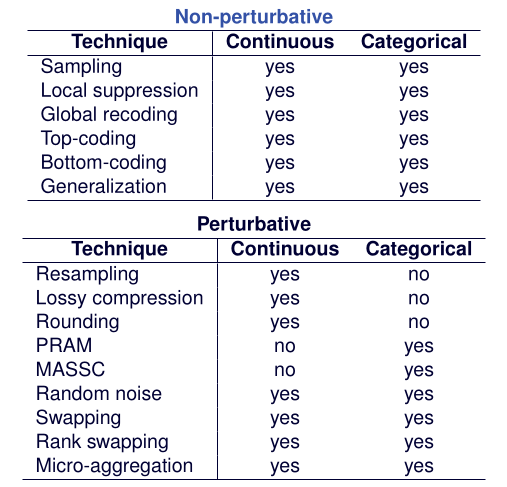 Non-perturbative
Technique Continuous Categorical
Sampling yes yes
Local suppression yes yes
Global recoding yes yes
Top-coding yes yes
Bottom-coding yes yes
Generalization yes yes
Perturbative
Technique Continuous Categorical
Resampling yes no
Lossy compression yes no
Rounding yes no
PRAM no yes
MASSC no yes
Random noise yes yes
Swapping yes yes
Rank swapping yes yes
Micro-aggregation yes yes